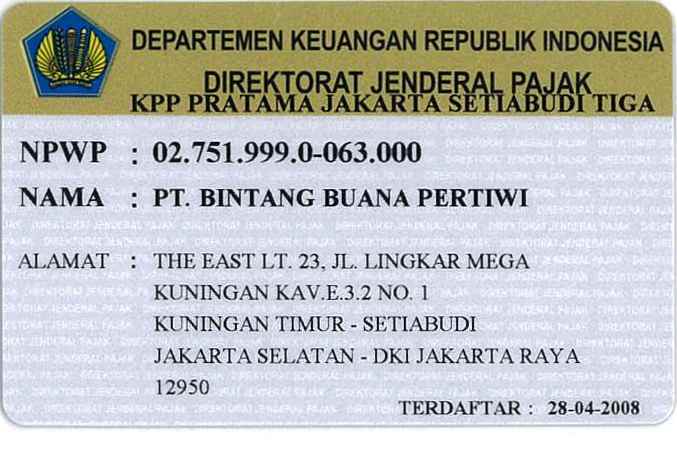 DEPARTEMEN KEUANGAN REPUBLIK INDONESIA
DIREKTORAT JENDERAL PAJAK
KPP PRATAMA JAKARTA SETIABUDI TIGA
NPWP : 02.751.999.0-063.000
NAMA : PT. BINTANG BUANA PERTIWI
ALAMAT : THE EAST LT. 23, JL. LINGKAR MEGA
KUNINGAN KAV.E.3.2 NO. 1
KUNINGAN TIMUR - SETIABUDI
JAKARTA SELATAN - DKI JAKARTA RAYA
12950
TERDAFTAR : 28-04-2008